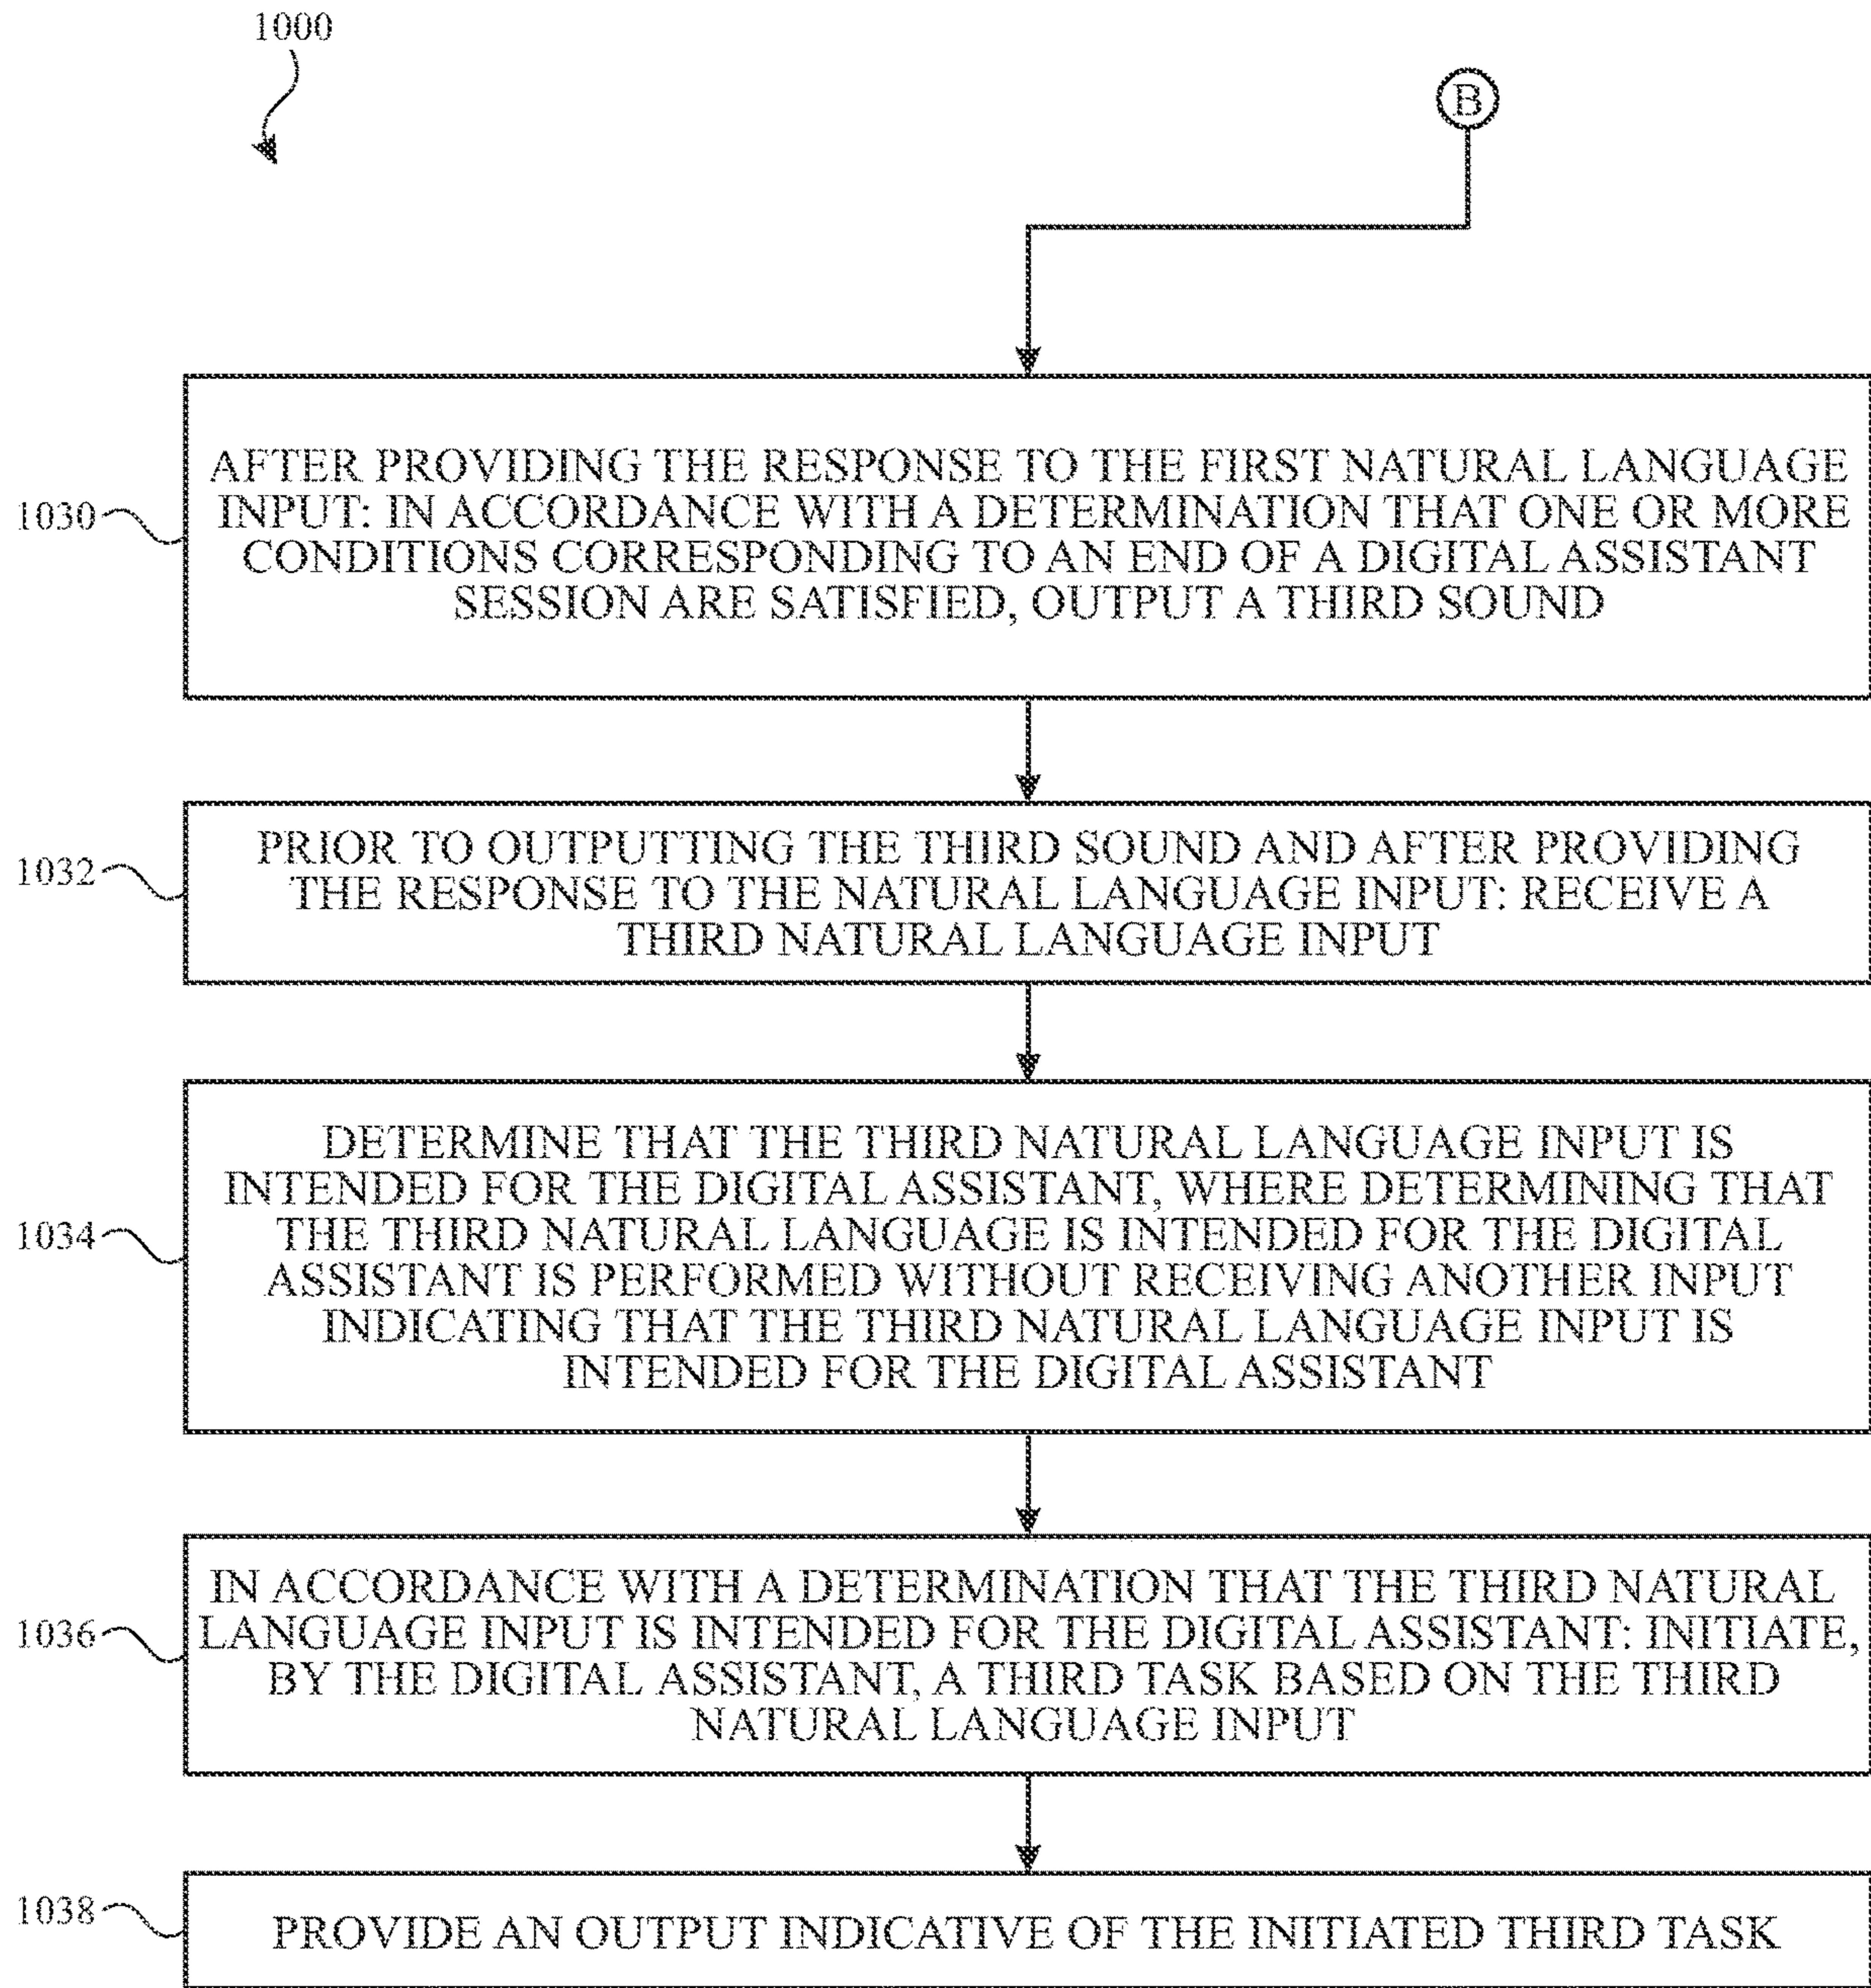 1000
B
AFTER PROVIDING THE RESPONSE TO THE FIRST NATURAL LANGUAGE
INPUT: IN ACCORDANCE WITH A DETERMINATION THAT ONE OR MORE
CONDITIONS CORRESPONDING TO AN END OF A DIGITAL ASSISTANT
SESSION ARE SATISFIED, OUTPUT A THIRD SOUND
1030
PRIOR TO OUTPUTTING THE THIRD SOUND AND AFTER PROVIDING
THE RESPONSE TO THE NATURAL LANGUAGE INPUT: RECEIVE A
THIRD NATURAL LANGUAGE INPUT
1032
DETERMINE THAT THE THIRD NATURAL LANGUAGE INPUT IS
INTENDED FOR THE DIGITAL ASSISTANT, WHERE DETERMINING THAT
THE THIRD NATURAL LANGUAGE IS INTENDED FOR THE DIGITAL
ASSISTANT IS PERFORMED WITHOUT RECEIVING ANOTHER INPUT
INDICATING THAT THE THIRD NATURAL LANGUAGE INPUT IS
INTENDED FOR THE DIGITAL ASSISTANT
1034
IN ACCORDANCE WITH A DETERMINATION THAT THE THIRD NATURAL
LANGUAGE INPUT IS INTENDED FOR THE DIGITAL ASSISTANT: INITIATE,
BY THE DIGITAL ASSISTANT, A THIRD TASK BASED ON THE THIRD
NATURAL LANGUAGE INPUT
1036
PROVIDE AN OUTPUT INDICATIVE OF THE INITIATED THIRD TASK
1038